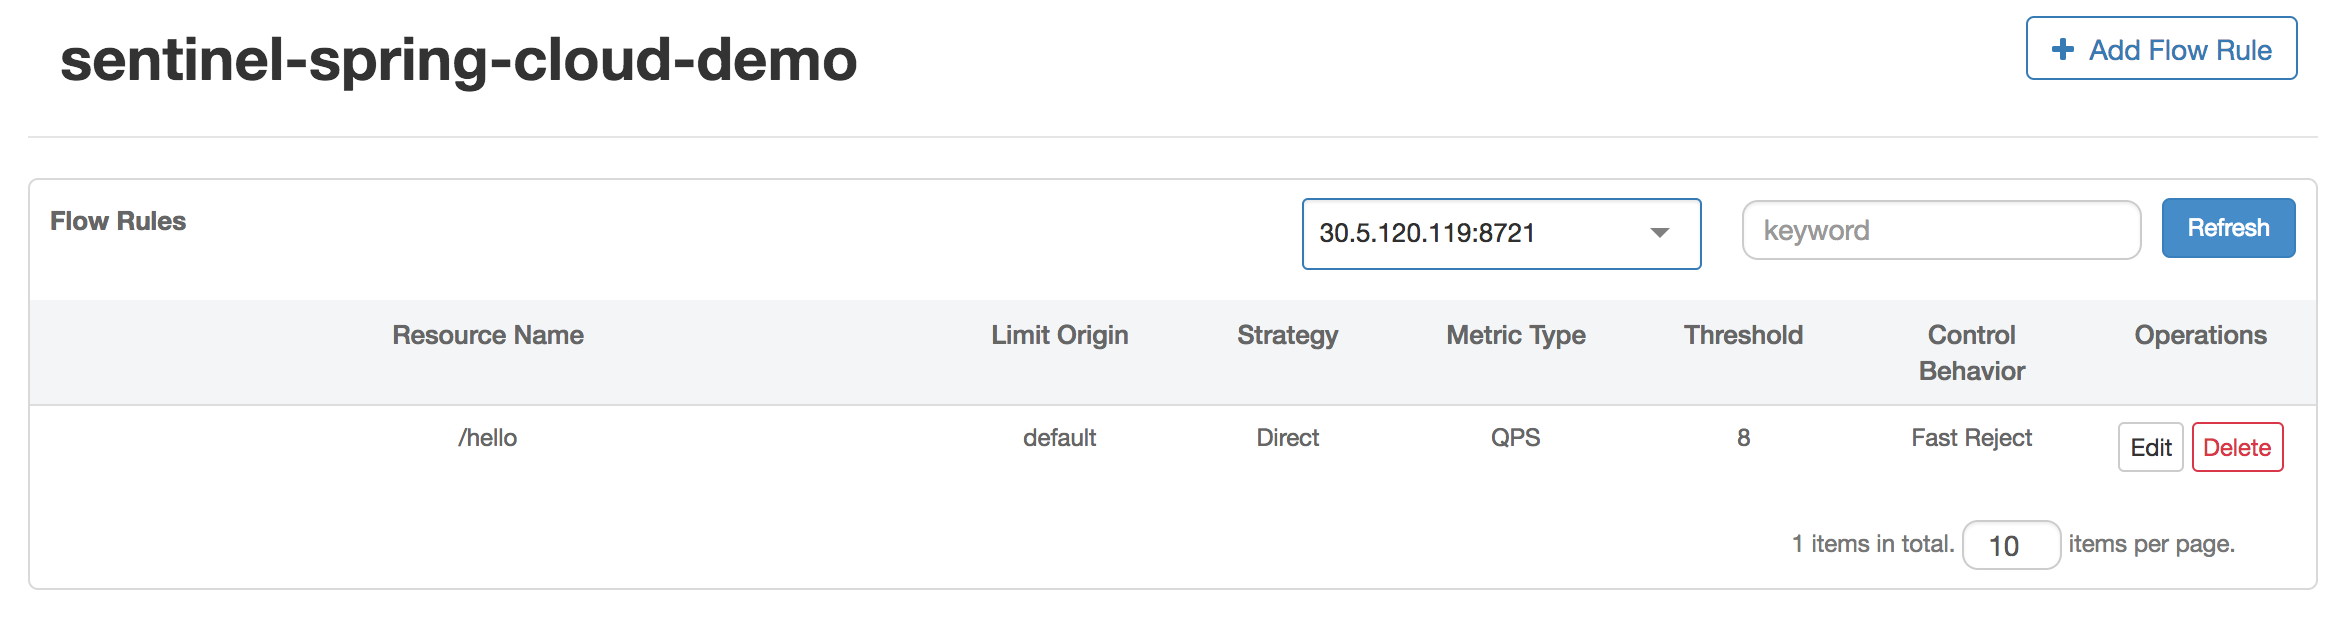 sentinel-spring-cloud-demo
+ Add Flow Rule
Flow Rules
30.5.120.119:8721
keyword
Refresh
Resource Name Limit Origin Strategy Metric Type Threshold Control Behavior Operations
/hello default Direct QPS 8 Fast Reject Edit Delete
1 items in total. 10 items per page.